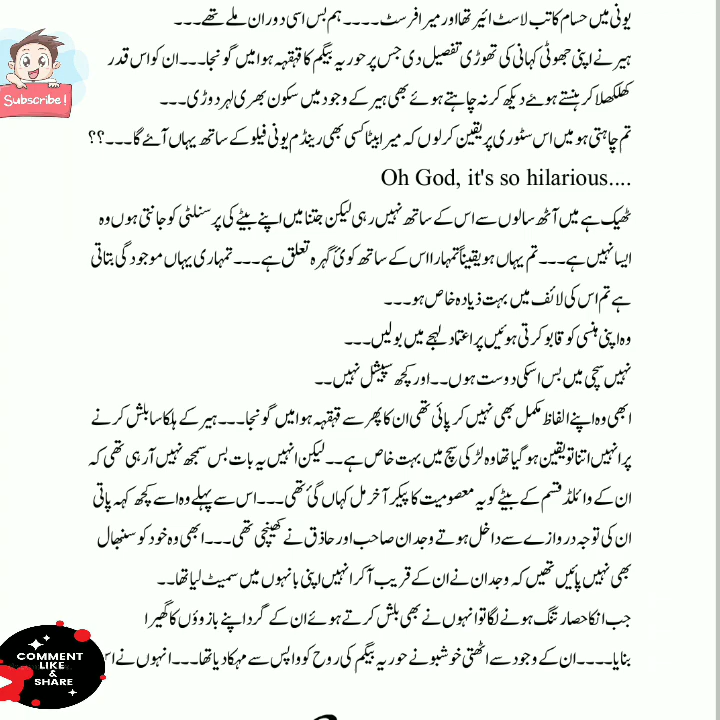 یونی میں حسام کا تب لاسٹ ائیر تھا اور میرا فرسٹ۔۔۔۔ ہم بس اسی دوران ملے تھے۔۔۔
ہیر نے اپنی جھوٹی کہانی کی تھوڑی تفصیل دی جس پر حوریہ بیگم کا قہقہہ ہوا میں گونجا۔۔۔ ان کو اس قدر
کھلکھلا کر ہنستے ہوئے دیکھ کر نہ چاہتے ہوئے بھی ہیر کے وجود میں سکون بھری لہر دوڑی۔۔۔
تم چاہتی ہو میں اس سٹوری پر یقین کر لوں کہ میرا بیٹا کسی بھی رینڈم یونی فیلو کے ساتھ یہاں آئے گا۔۔۔؟؟
Oh God, it's so hilarious....
ٹھیک ہے میں آٹھ سالوں سے اس کے ساتھ نہیں رہی لیکن جتنا میں اپنے بیٹے کی پرسنلٹی کو جانتی ہوں وہ
ایسا نہیں ہے۔۔۔ تم یہاں ہو یقیناً تمہارا اس کے ساتھ کوئ گہرہ تعلق ہے۔۔۔ تمہاری یہاں موجودگی بتاتی
ہے تم اس کی لائف میں بہت ذیادہ خاص ہو۔۔۔
وہ اپنی ہنسی کو قابو کرتی ہوئیں پر اعتماد لہجے میں بولیں۔۔۔
نہیں سچی میں بس اسکی دوست ہوں۔۔ اور کچھ سپیشل نہیں۔۔
ابھی وہ اپنے الفاظ مکمل بھی نہیں کر پائی تھی ان کا پھر سے قہقہہ ہوا میں گونجا۔۔۔ ہیر کے ہلکا سا بلش کرنے
پر انہیں اتنا تو یقین ہو گیا تھا وہ لڑکی سچ میں بہت خاص ہے۔۔ لیکن انہیں یہ بات بس سمجھ نہیں آ رہی تھی کہ
ان کے وائلڈ قسم کے بیٹے کو یہ معصومیت کا پیکر آخر مل کہاں گئ تھی۔۔۔ اس سے پہلے وہ اسے کچھ کہہ پاتی
ان کی توجہ دروازے سے داخل ہوتے وجدان صاحب اور حاذق نے کھینچی تھی۔۔۔ ابھی وہ خود کو سنبھال
بھی نہیں پائیں تھیں کہ وجدان نے ان کے قریب آ کر انہیں اپنی بانہوں میں سمیٹ لیا تھا۔۔
جب انکا حصار تنگ ہونے لگا تو انہوں نے بھی بلش کرتے ہوئے ان کے گرد اپنے بازوؤں کا گھیرا
بنایا۔۔۔۔ ان کے وجود سے اٹھتی خوشبو نے حوریہ بیگم کی روح کو واپس سے مہکا دیا تھا۔۔۔ انہوں نے
Subscribe!
COMMENT
LIKE
&
SHARE